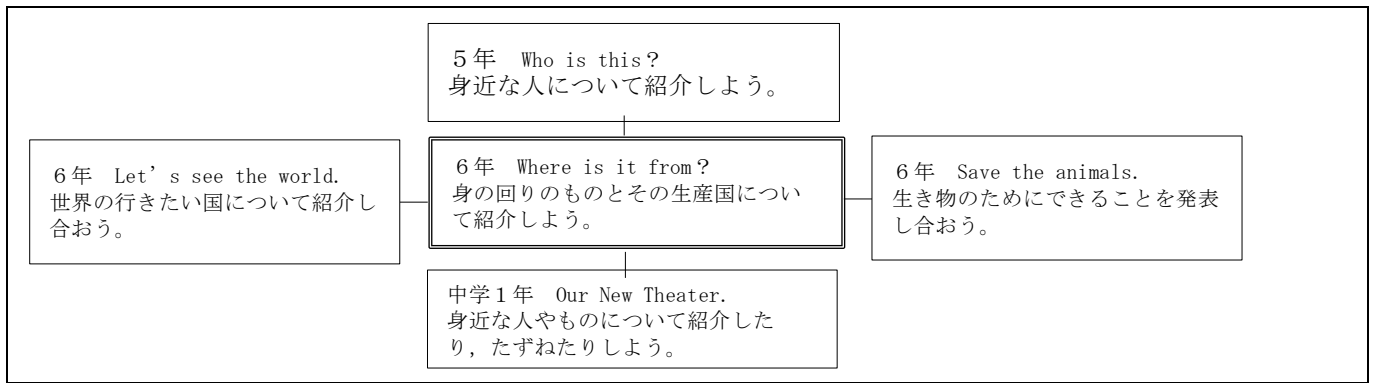 5年 Who is this?
身近な人について紹介しよう。
6年 Let's see the world.
世界の行きたい国について紹介し
合おう。
6年 Where is it from?
身の回りのものとその生産国につい
て紹介しよう。
6年 Save the animals.
生き物のためにできることを発表
し合おう。
中学1年 Our New Theater.
身近な人やものについて紹介した
り,たずねたりしよう。